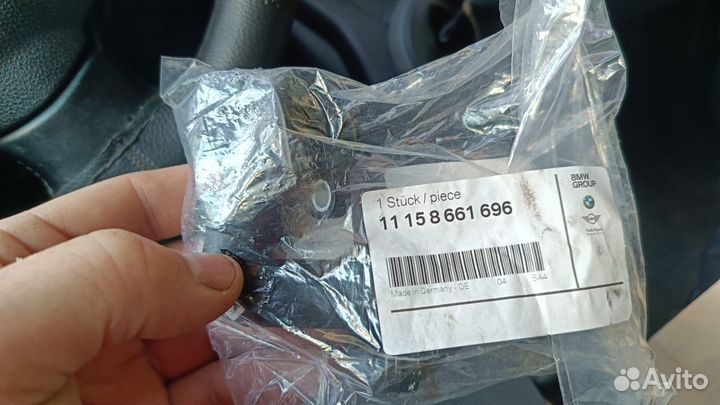 1 Stück / piece
11 15 8 661 696
Made in Germany - DE 04 BA4
BMW
GROUP
Avito